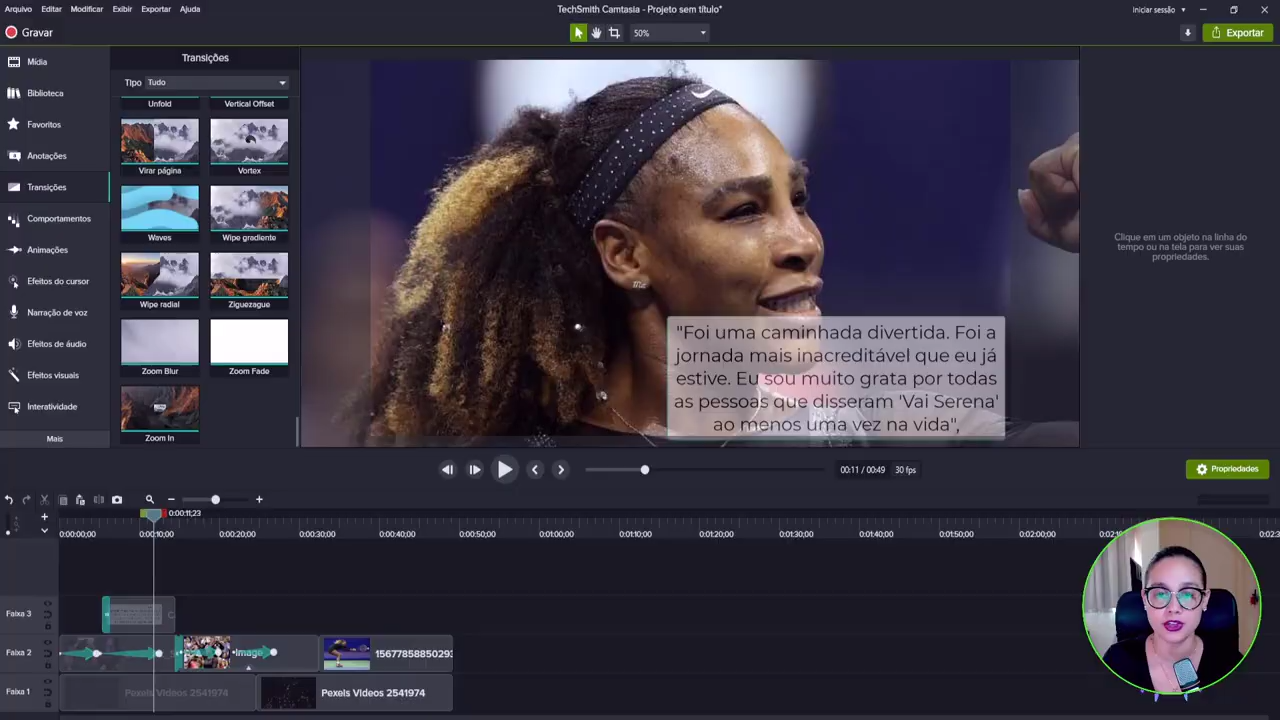 Arquivo Editar Modificar Exibir Exportar Ajuda
TechSmith Camtasia - Projeto sem título*
Iniciar sessão
Gravar
50%
Exportar
Mídia
Biblioteca
Favoritos
Anotações
Transições
Comportamentos
Animações
Efeitos do cursor
Narração de voz
Efeitos de áudio
Efeitos visuais
Interatividade
Mais
Transições
Tipo Tudo
Unfold Vertical Offset
Virar página Vortex
Waves Wipe gradiente
Wipe radial Ziguezague
Zoom Blur Zoom Fade
Zoom In
"Foi uma caminhada divertida. Foi a
jornada mais inacreditável que eu já
estive. Eu sou muito grata por todas
as pessoas que disseram 'Vai Serena'
ao menos uma vez na vida",
Clique em um objeto na linha do
tempo ou na tela para ver suas
propriedades.
00:11 / 00:49 30 fps
Propriedades
0:00:11;23
0:00:00;00 0:00:10;00 0:00:20;00 0:00:30;00 0:00:40;00 0:00:50;00 0:01:00;00 0:01:10;00 0:01:20;00 0:01:30;00 0:01:40;00 0:01:50;00 0:02:00;00
Faixa 3
Faixa 2
Image
15677858850293
Faixa 1
Pexels Videos 2541974
Pexels Videos 2541974